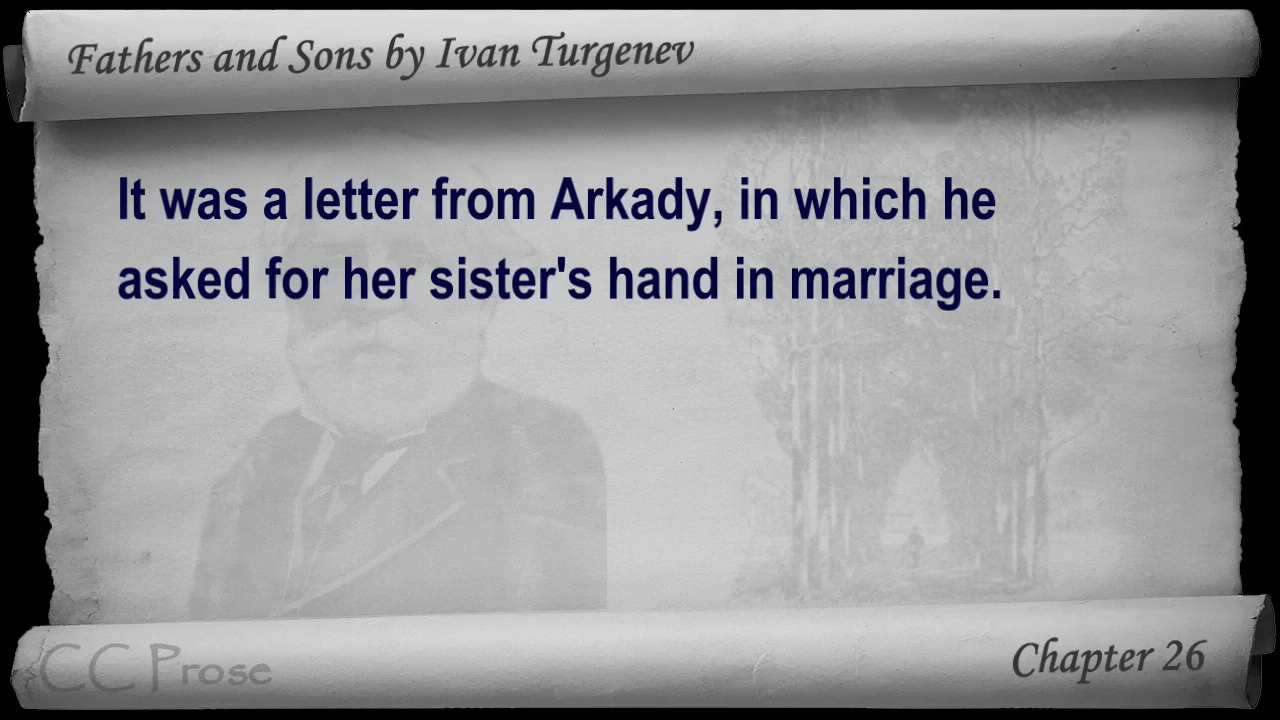 Fathers and Sons by Ivan Turgenev
It was a letter from Arkady, in which he
asked for her sister's hand in marriage.
CC Prose
Chapter 26